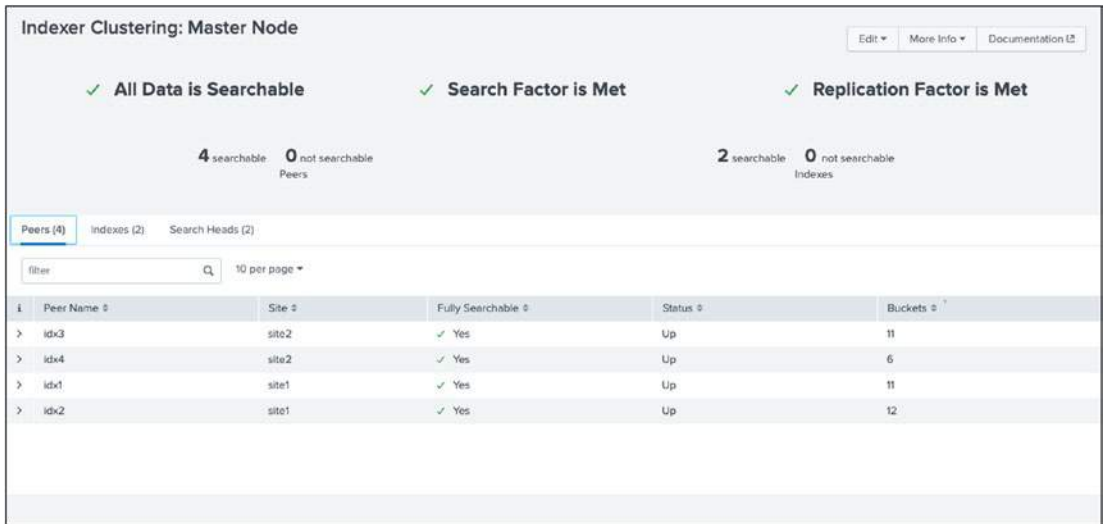 Indexer Clustering: Master Node
Edit More Info Documentation
All Data is Searchable Search Factor is Met Replication Factor is Met
4 searchable 0 not searchable 2 searchable 0 not searchable
Peers Indexes
Peers (4) Indexes (2) Search Heads (2)
filter 10 per page
i Peer Name Site Fully Searchable Status Buckets
idx3 site2 Yes Up 11
idx4 site2 Yes Up 6
idx1 site1 Yes Up 11
idx2 site1 Yes Up 12